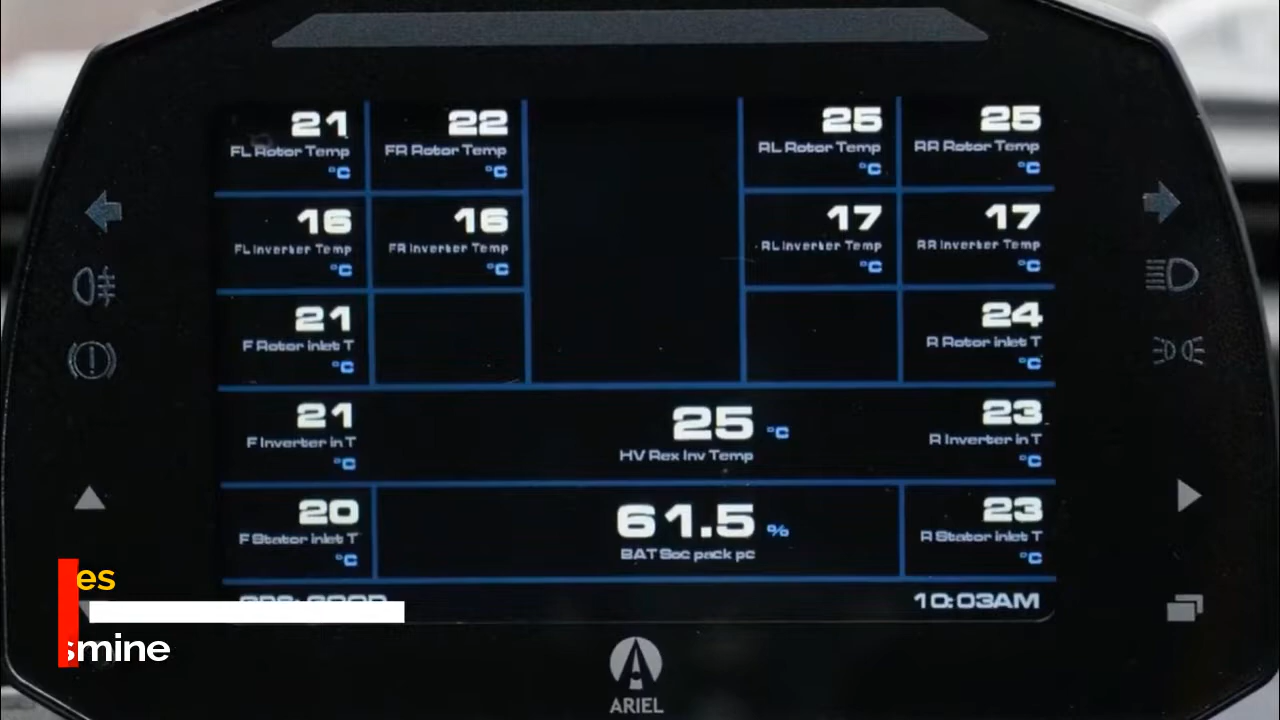 21 22 25 25
FL Rotor Temp FR Rotor Temp RL Rotor Temp RR Rotor Temp
°C °C °C °C
16 16 17 17
FL Inverter Temp FR Inverter Temp RL Inverter Temp RR Inverter Temp
°C °C °C °C
21 24
F Rotor inlet T R Rotor inlet T
°C °C
21 25 °C 23
F Inverter in T HV Rex Inv Temp R Inverter in T
°C °C
20 61.5 % 23
F Stator inlet T BAT Soc pack pc R Stator inlet T
°C °C
es
10:03AM
smine
ARIEL